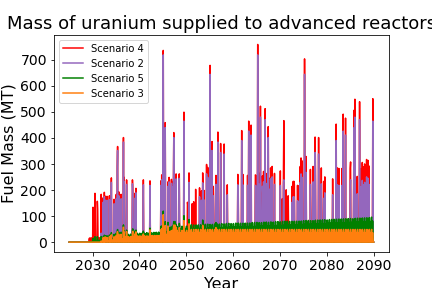 Mass of uranium supplied to advanced reactors
Scenario 4
Scenario 2
Scenario 5
Scenario 3
Fuel Mass (MT)
700
600
500
400
300
200
100
0
2030 2040 2050 2060 2070 2080 2090
Year